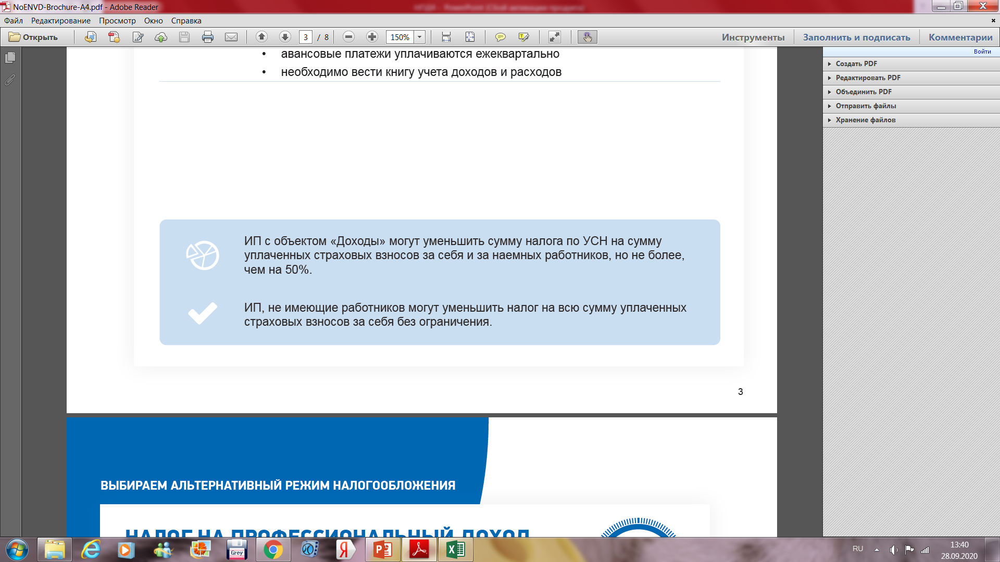 NoENVD-Brochure-A4.pdf - Adobe Reader
Файл Редактирование Просмотр Окно Справка
Открыть 3 / 8 150% Инструменты Заполнить и подписать Комментарии
Войти
Создать PDF
Редактировать PDF
Объединить PDF
Отправить файлы
Хранение файлов
• авансовые платежи уплачиваются ежеквартально
• необходимо вести книгу учета доходов и расходов
ИП с объектом «Доходы» могут уменьшить сумму налога по УСН на сумму
уплаченных страховых взносов за себя и за наемных работников, но не более,
чем на 50%.
ИП, не имеющие работников могут уменьшить налог на всю сумму уплаченных
страховых взносов за себя без ограничения.
3
ВЫБИРАЕМ АЛЬТЕРНАТИВНЫЙ РЕЖИМ НАЛОГООБЛОЖЕНИЯ
НАЛОГ НА ПРОФЕССИОНАЛЬНЫЙ ДОХОД
Grey
RU
13:40
28.09.2020